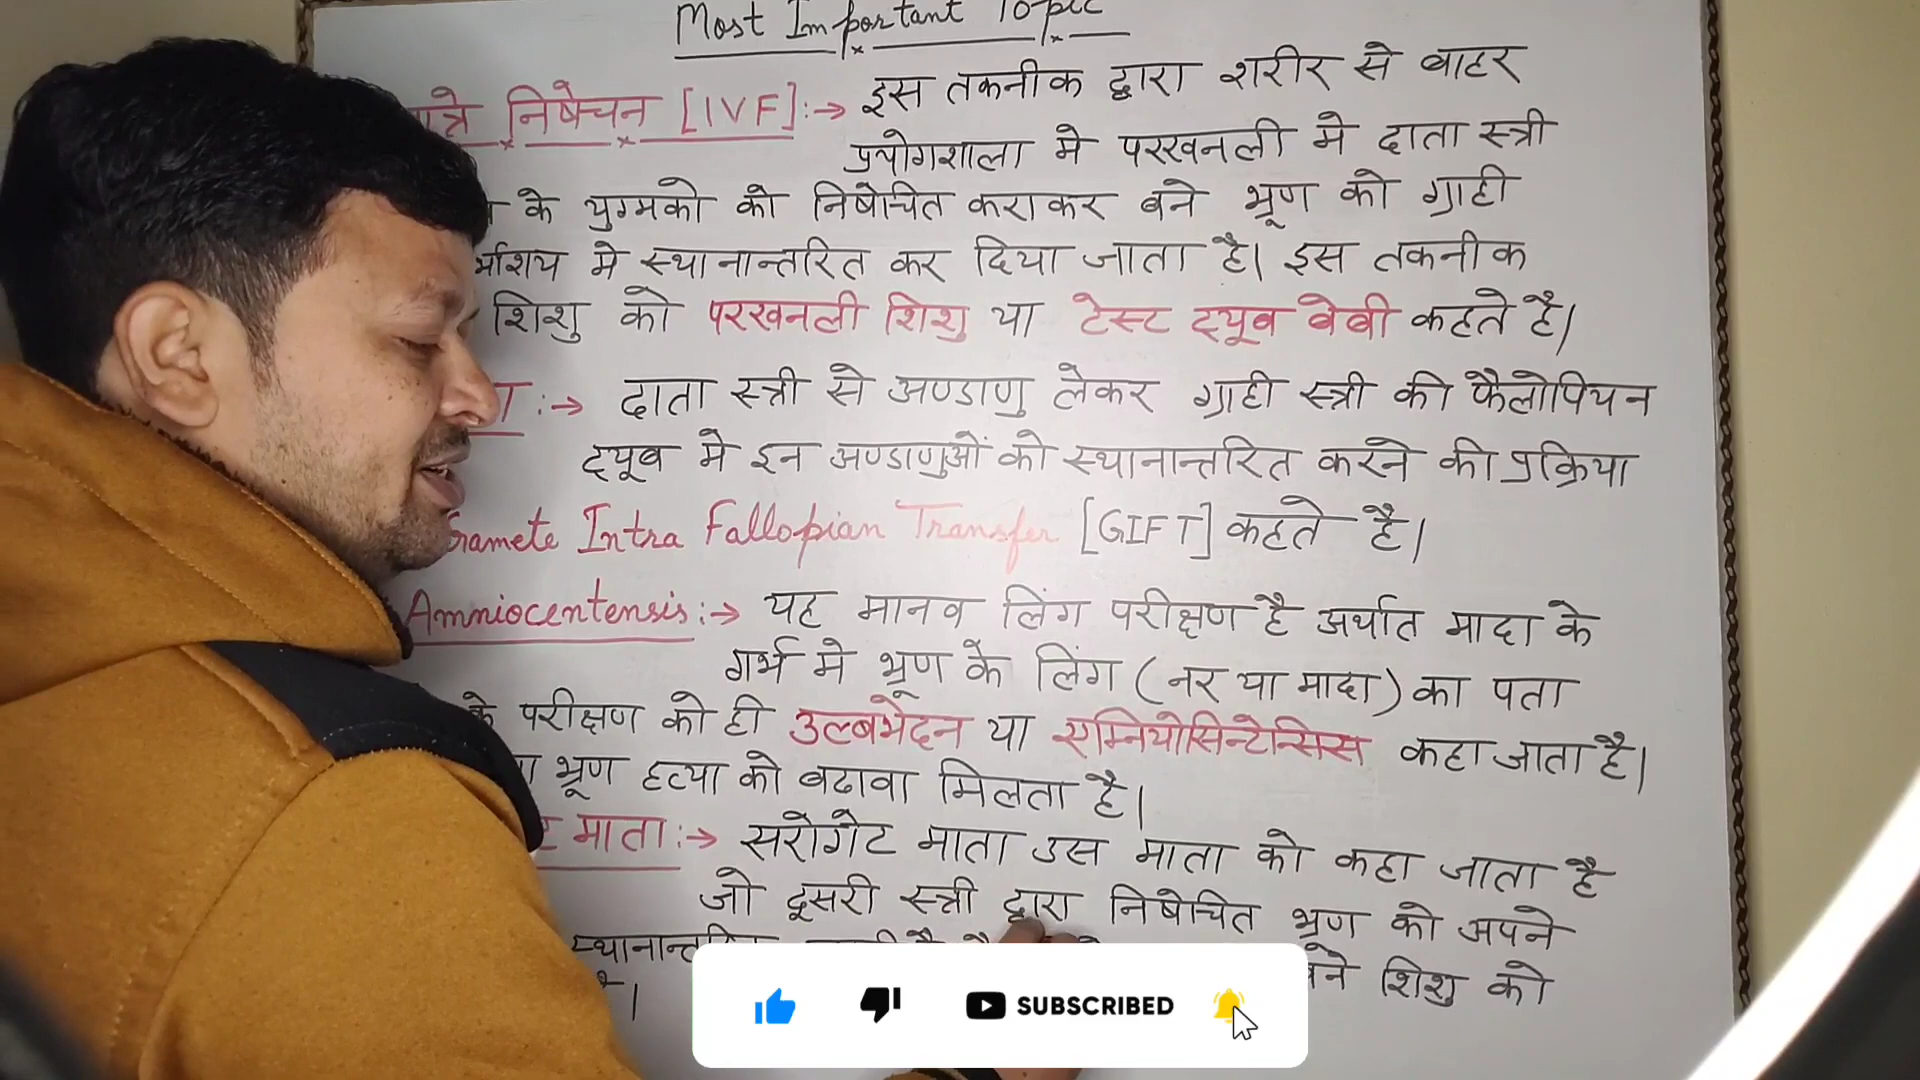 Most Important Topic
निषेचन [IVF]:→ इस तकनीक द्वारा शरीर से बाहर
प्रयोगशाला मे परखनली मे दाता स्त्री
के युग्मको को निषेचित कराकर बने भ्रूण को ग्राही
मे स्थानान्तरित कर दिया जाता है। इस तकनीक
शिशु को परखनली शिशु या टेस्ट ट्यूब बेबी कहते है।
T:→ दाता स्त्री से अण्डाणु लेकर ग्राही स्त्री की फैलोपियन
ट्यूब मे इन अण्डाणुओं को स्थानान्तरित करने की प्रक्रिया
Gamete Intra Fallopian Transfer [GIFT] कहते है।
Amniocentensis:→ यह मानव लिंग परीक्षण है अर्थात मादा के
गर्भ मे भ्रूण के लिंग (नर या मादा) का पता
के परीक्षण को ही उल्बभेदन या एम्नियोसिन्टेन्सिस कहा जाता है।
भ्रूण हत्या को बढावा मिलता है।
माता:→ सरोगेट माता उस माता को कहा जाता है
जो दूसरी स्त्री द्वारा निषेचित भ्रूण को अपने
शिशु को
SUBSCRIBED